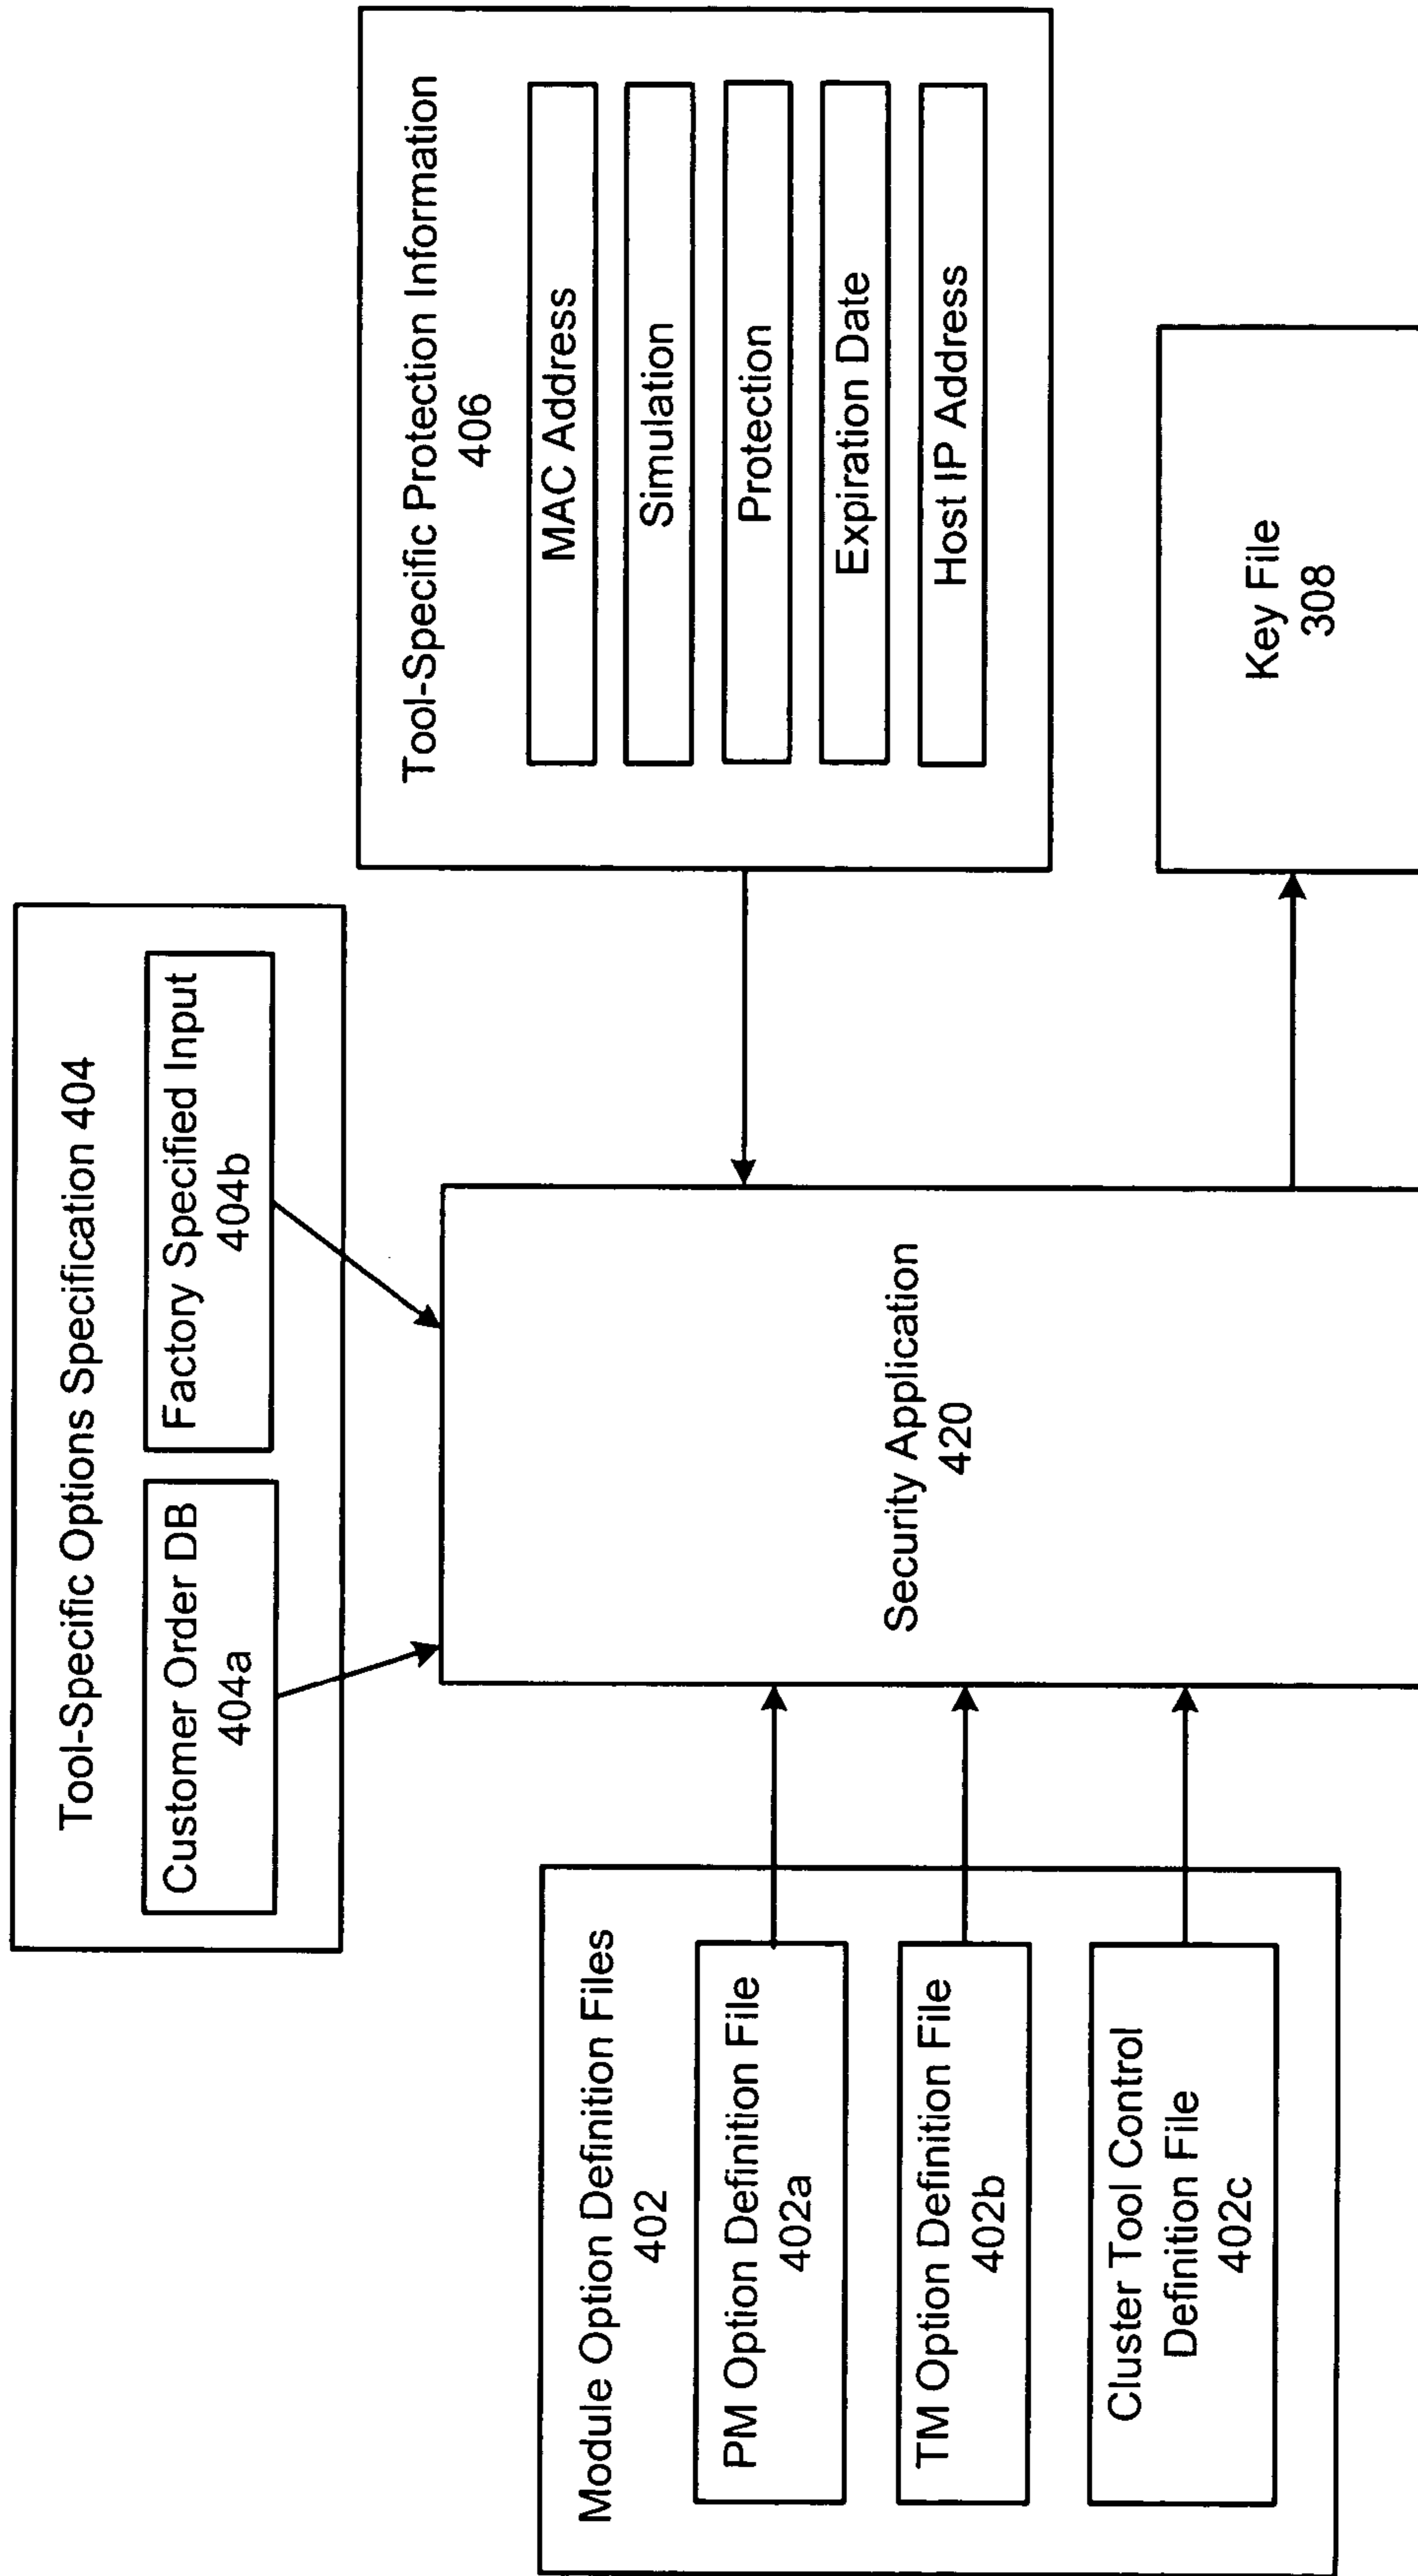 Tool-Specific Options Specification 404
Customer Order DB
404a
Factory Specified Input
404b
Module Option Definition Files
402
PM Option Definition File
402a
TM Option Definition File
402b
Cluster Tool Control
Definition File
402c
Security Application
420
Tool-Specific Protection Information
406
MAC Address
Simulation
Protection
Expiration Date
Host IP Address
Key File
308